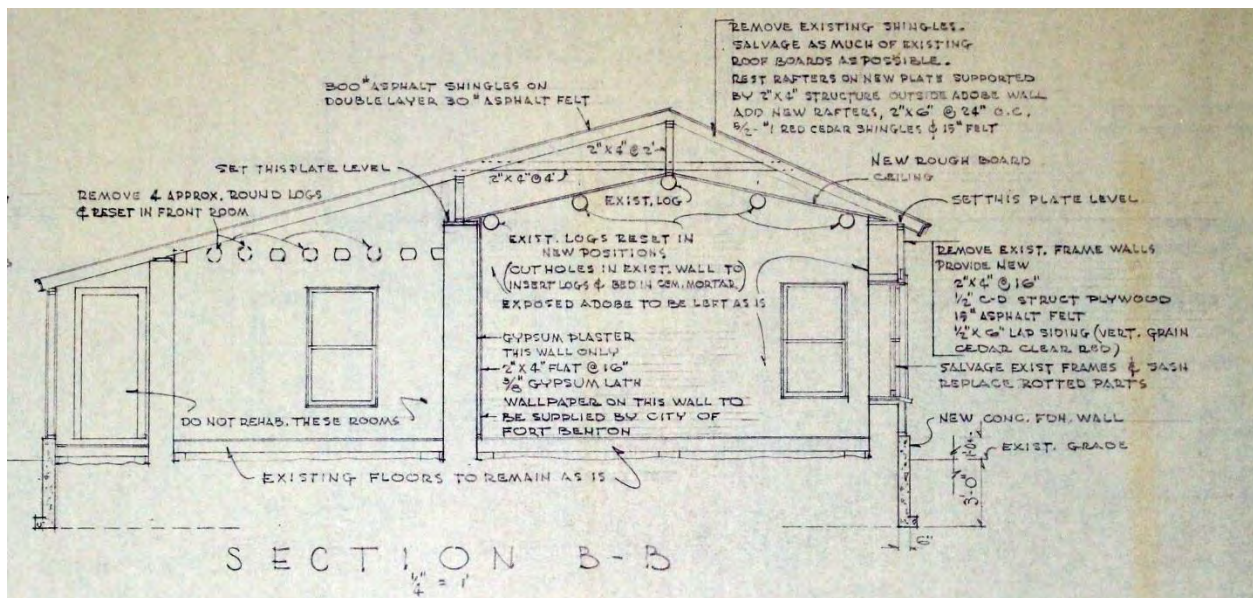 REMOVE EXISTING SHINGLES.
SALVAGE AS MUCH OF EXISTING
ROOF BOARDS AS POSSIBLE.
REST RAFTERS ON NEW PLATE SUPPORTED
BY 2"X4" STRUCTURE OUTSIDE ADOBE WALL
ADD NEW RAFTERS, 2"X6" @ 24" O.C.
5/2 - #1 RED CEDAR SHINGLES & 15# FELT
300# ASPHALT SHINGLES ON
DOUBLE LAYER 30# ASPHALT FELT
SET THIS PLATE LEVEL
REMOVE 4 APPROX. ROUND LOGS
& RESET IN FRONT ROOM
2"X4"@2'
2"X4"@4'
EXIST. LOG
NEW ROUGH BOARD
CEILING
SET THIS PLATE LEVEL
EXIST. LOGS RESET IN
NEW POSITIONS
(CUT HOLES IN EXIST. WALL TO
INSERT LOGS & BED IN CEM. MORTAR)
EXPOSED ADOBE TO BE LEFT AS IS
GYPSUM PLASTER
THIS WALL ONLY
2"X4" FLAT @ 16"
3/8" GYPSUM LATH
WALLPAPER ON THIS WALL TO
BE SUPPLIED BY CITY OF
FORT BENTON
REMOVE EXIST. FRAME WALLS
PROVIDE NEW
2"X4" @ 16"
1/2" C-D STRUCT PLYWOOD
15# ASPHALT FELT
1/2"X6" LAP SIDING (VERT. GRAIN
CEDAR CLEAR RED)
SALVAGE EXIST FRAMES & SASH
REPLACE ROTTED PARTS
DO NOT REHAB. THESE ROOMS
NEW CONC. FDN. WALL
EXIST. GRADE
1'-0"
3'-0"
6"
EXISTING FLOORS TO REMAIN AS IS
SECTION B-B
1/4" = 1'